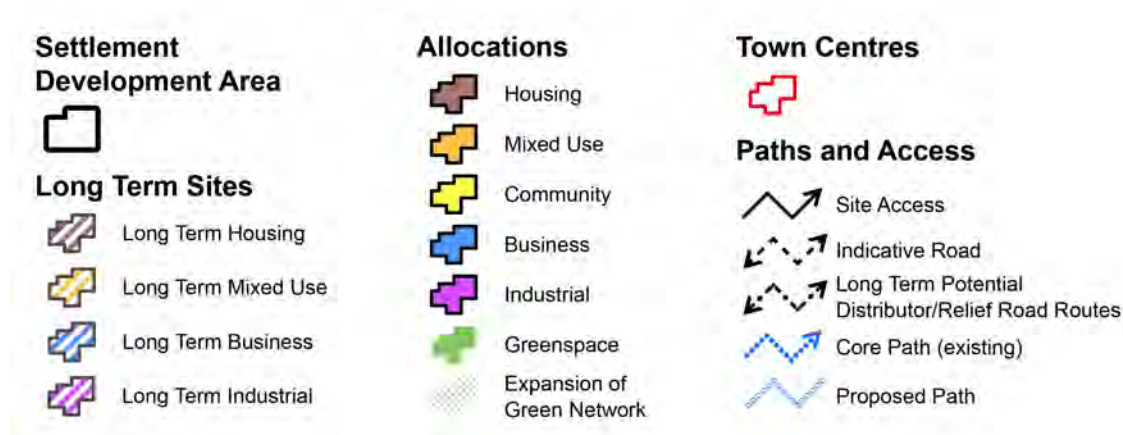 Settlement
Development Area
Long Term Sites
Long Term Housing
Long Term Mixed Use
Long Term Business
Long Term Industrial
Allocations
Housing
Mixed Use
Community
Business
Industrial
Greenspace
Expansion of
Green Network
Town Centres
Paths and Access
Site Access
Indicative Road
Long Term Potential
Distributor/Relief Road Routes
Core Path (existing)
Proposed Path